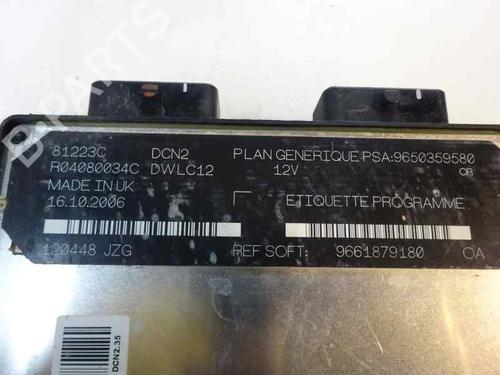 B-PARTS
81223C DCN2 PLAN GENERIQUE PSA:9650359580
R04080034C DWLC12 12V OR
MADE IN UK
16.10.2006 ETIQUETTE PROGRAMME
120448 JZG REF SOFT: 9661879180 OA
DCN2.35